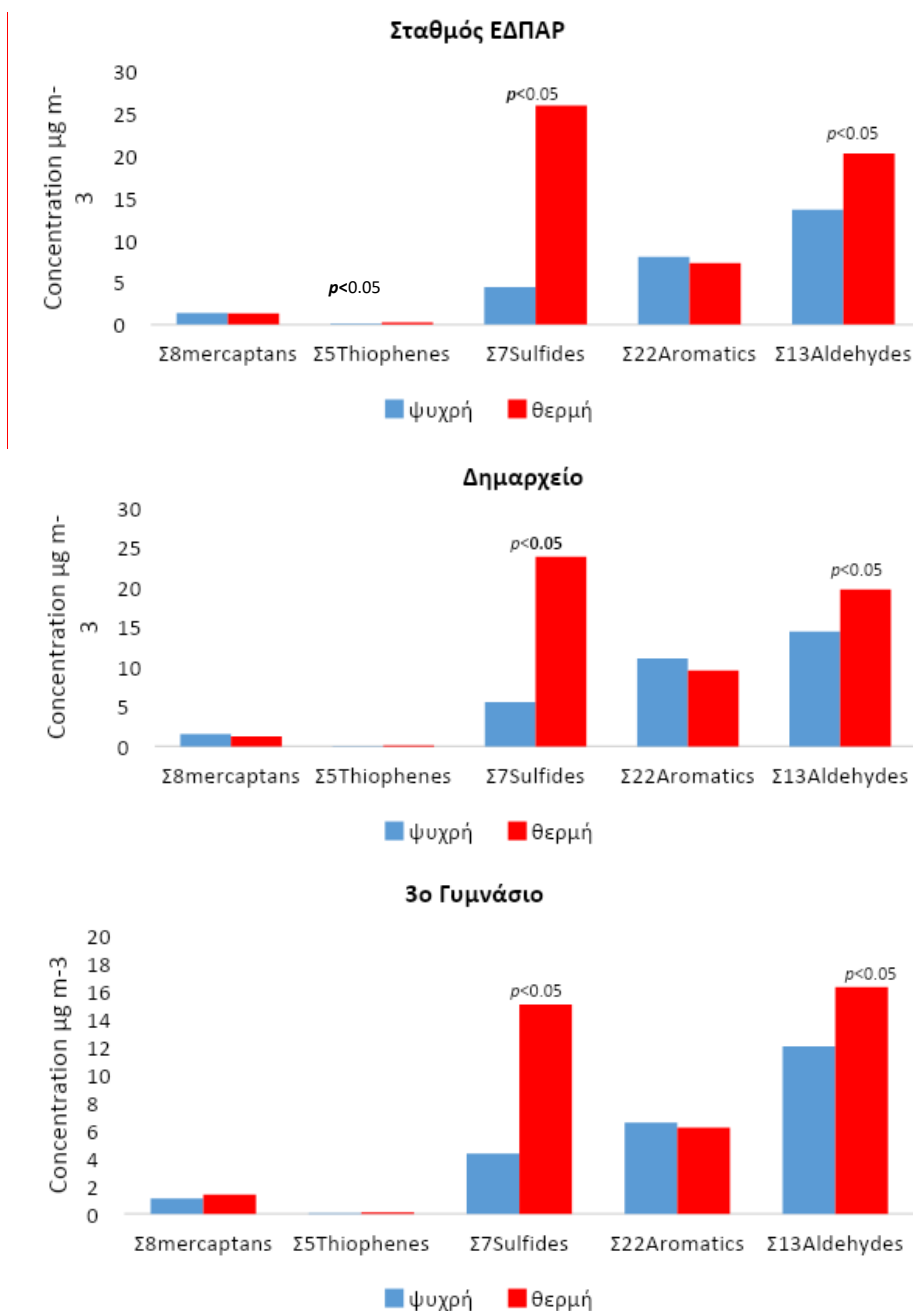 Σταθμός ΕΔΠΑΡ
Concentration μg m-
3
30
25
20
15
10
5
0
p<0.05
p<0.05
p<0.05
Σ8mercaptans Σ5Thiophenes Σ7Sulfides Σ22Aromatics Σ13Aldehydes
ψυχρή θερμή
Δημαρχείο
Concentration μg m-
3
30
25
20
15
10
5
0
p<0.05
p<0.05
Σ8mercaptans Σ5Thiophenes Σ7Sulfides Σ22Aromatics Σ13Aldehydes
ψυχρή θερμή
3ο Γυμνάσιο
Concentration μg m-3
20
18
16
14
12
10
8
6
4
2
0
p<0.05
p<0.05
Σ8mercaptans Σ5Thiophenes Σ7Sulfides Σ22Aromatics Σ13Aldehydes
ψυχρή θερμή